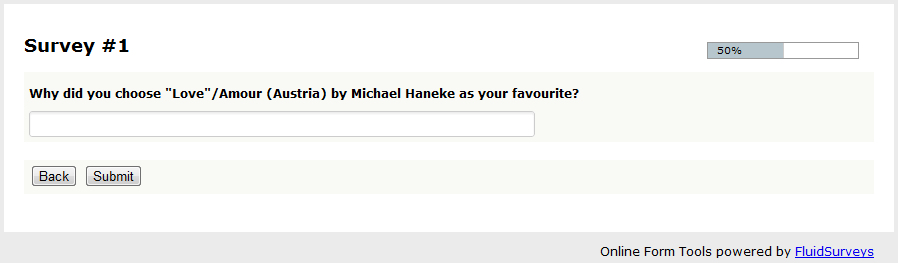 Survey #1
50%
Why did you choose "Love"/Amour (Austria) by Michael Haneke as your favourite?
Back Submit
Online Form Tools powered by FluidSurveys